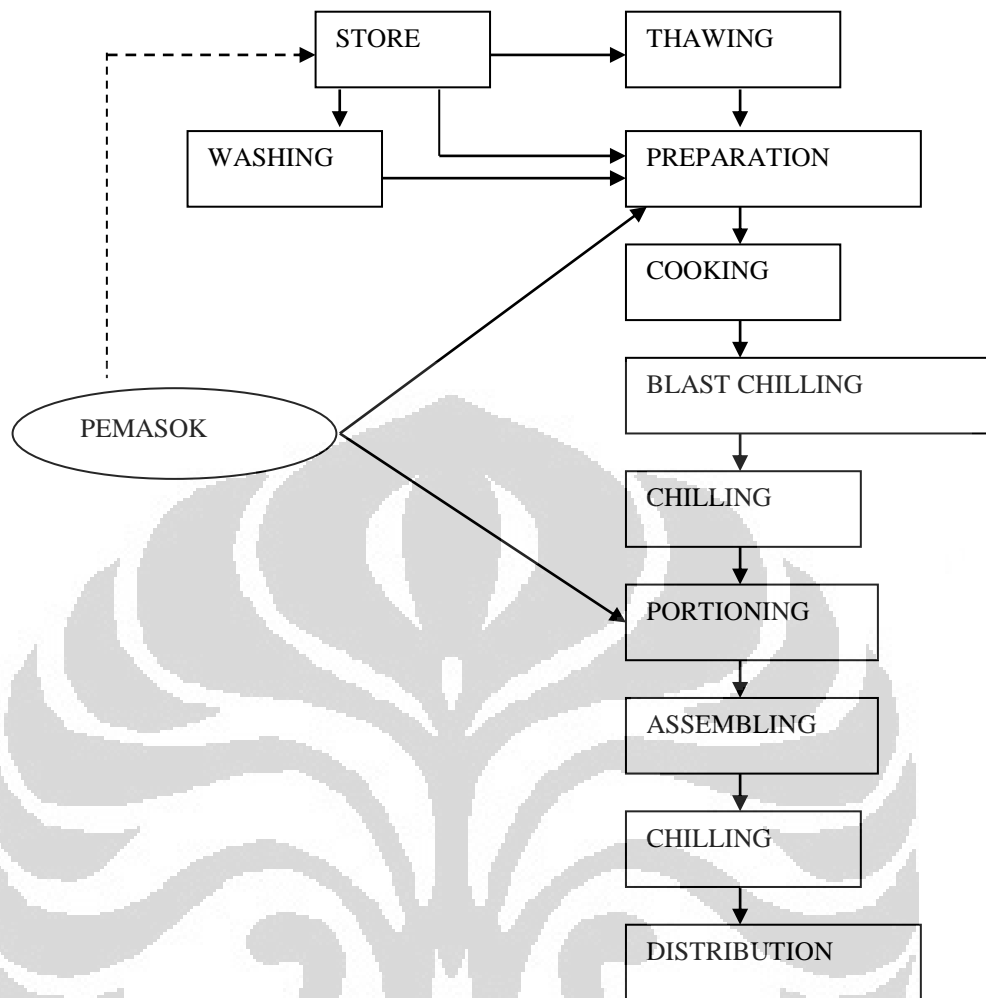 STORE
THAWING
WASHING
PREPARATION
COOKING
BLAST CHILLING
PEMASOK
CHILLING
PORTIONING
ASSEMBLING
CHILLING
DISTRIBUTION